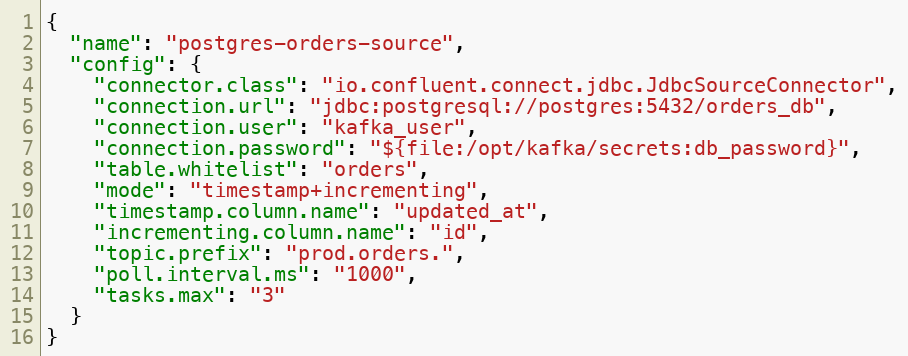 1 {
2   "name": "postgres-orders-source",
3   "config": {
4     "connector.class": "io.confluent.connect.jdbc.JdbcSourceConnector",
5     "connection.url": "jdbc:postgresql://postgres:5432/orders_db",
6     "connection.user": "kafka_user",
7     "connection.password": "${file:/opt/kafka/secrets:db_password}",
8     "table.whitelist": "orders",
9     "mode": "timestamp+incrementing",
10     "timestamp.column.name": "updated_at",
11     "incrementing.column.name": "id",
12     "topic.prefix": "prod.orders.",
13     "poll.interval.ms": "1000",
14     "tasks.max": "3"
15   }
16 }